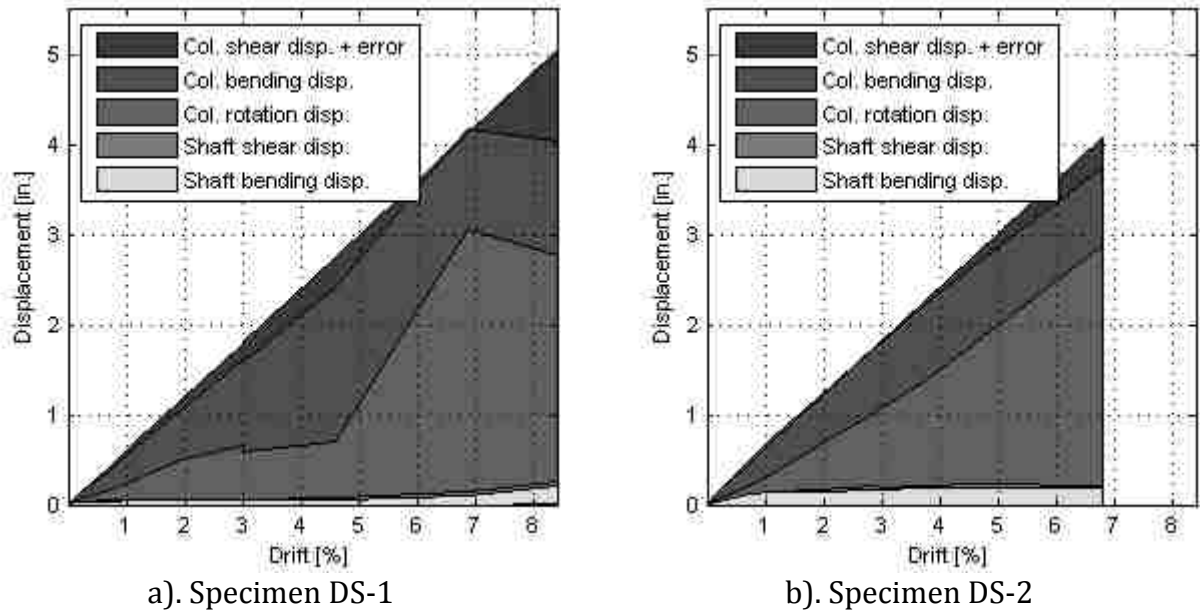 Col. shear disp. + error
Col. bending disp.
Col. rotation disp.
Shaft shear disp.
Shaft bending disp.
5
4
3
2
1
0
Displacement [in.]
1 2 3 4 5 6 7 8
Drift [%]
a). Specimen DS-1
Col. shear disp. + error
Col. bending disp.
Col. rotation disp.
Shaft shear disp.
Shaft bending disp.
5
4
3
2
1
0
Displacement [in.]
1 2 3 4 5 6 7 8
Drift [%]
b). Specimen DS-2